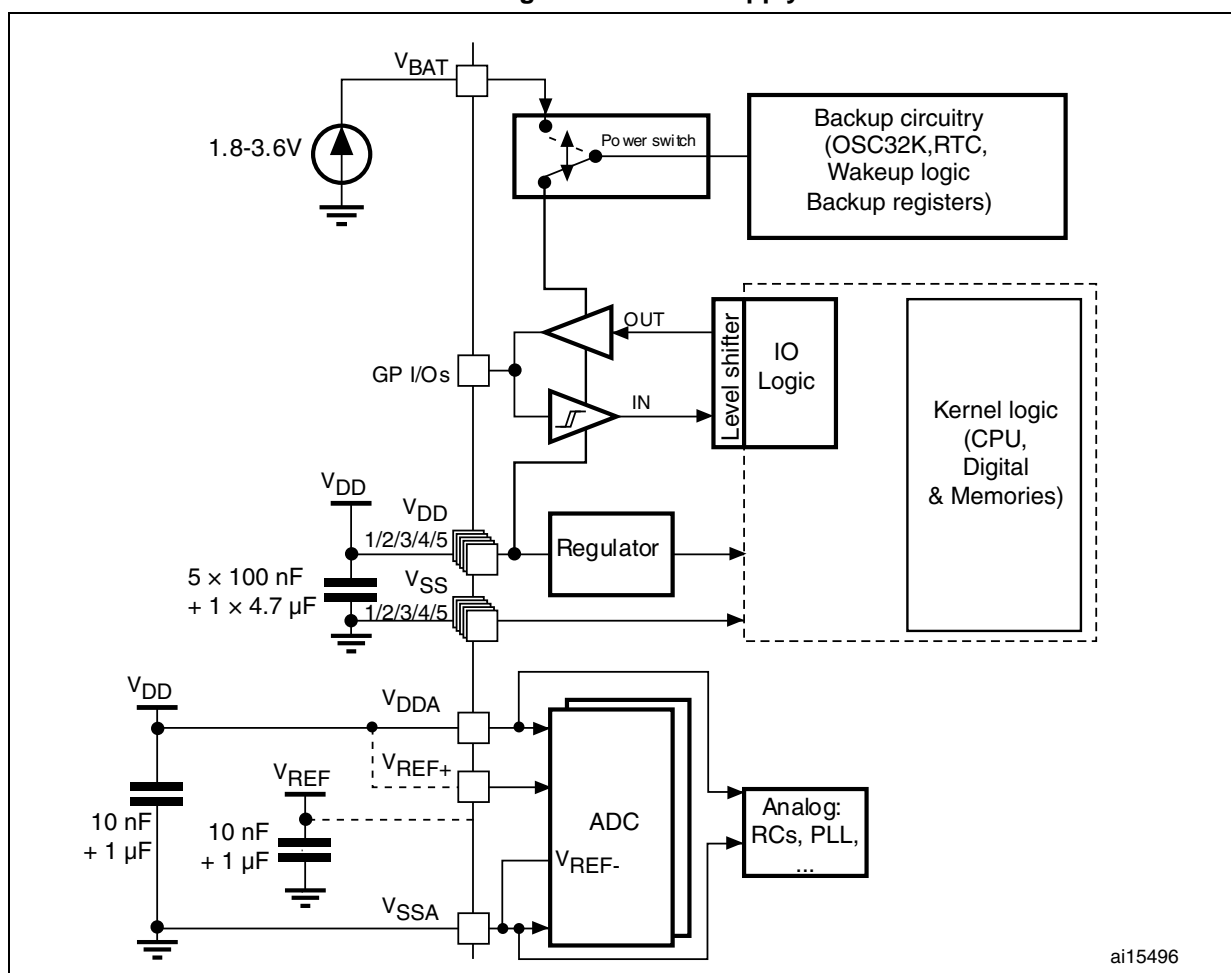 VBAT
1.8-3.6V
Power switch
Backup circuitry
(OSC32K,RTC,
Wakeup logic
Backup registers)
OUT
GP I/Os
IN
Level shifter
IO
Logic
Kernel logic
(CPU,
Digital
& Memories)
VDD
VDD
1/2/3/4/5
Regulator
5 × 100 nF
+ 1 × 4.7 µF
VSS
1/2/3/4/5
VDD
VDDA
VREF+
VREF
10 nF
+ 1 µF
10 nF
+ 1 µF
ADC
VREF-
Analog:
RCs, PLL,
...
VSSA
ai15496